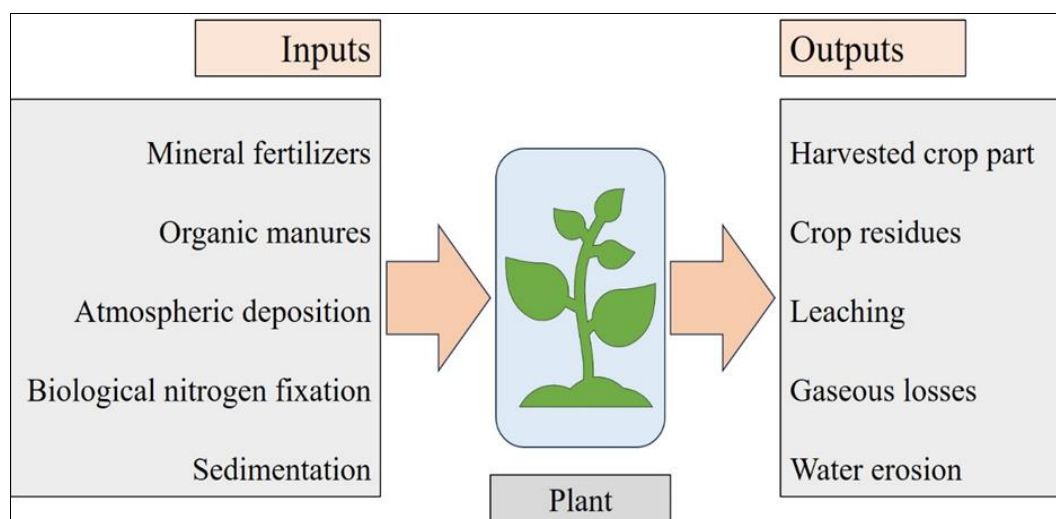 Inputs
Mineral fertilizers
Organic manures
Atmospheric deposition
Biological nitrogen fixation
Sedimentation
Plant
Outputs
Harvested crop part
Crop residues
Leaching
Gaseous losses
Water erosion